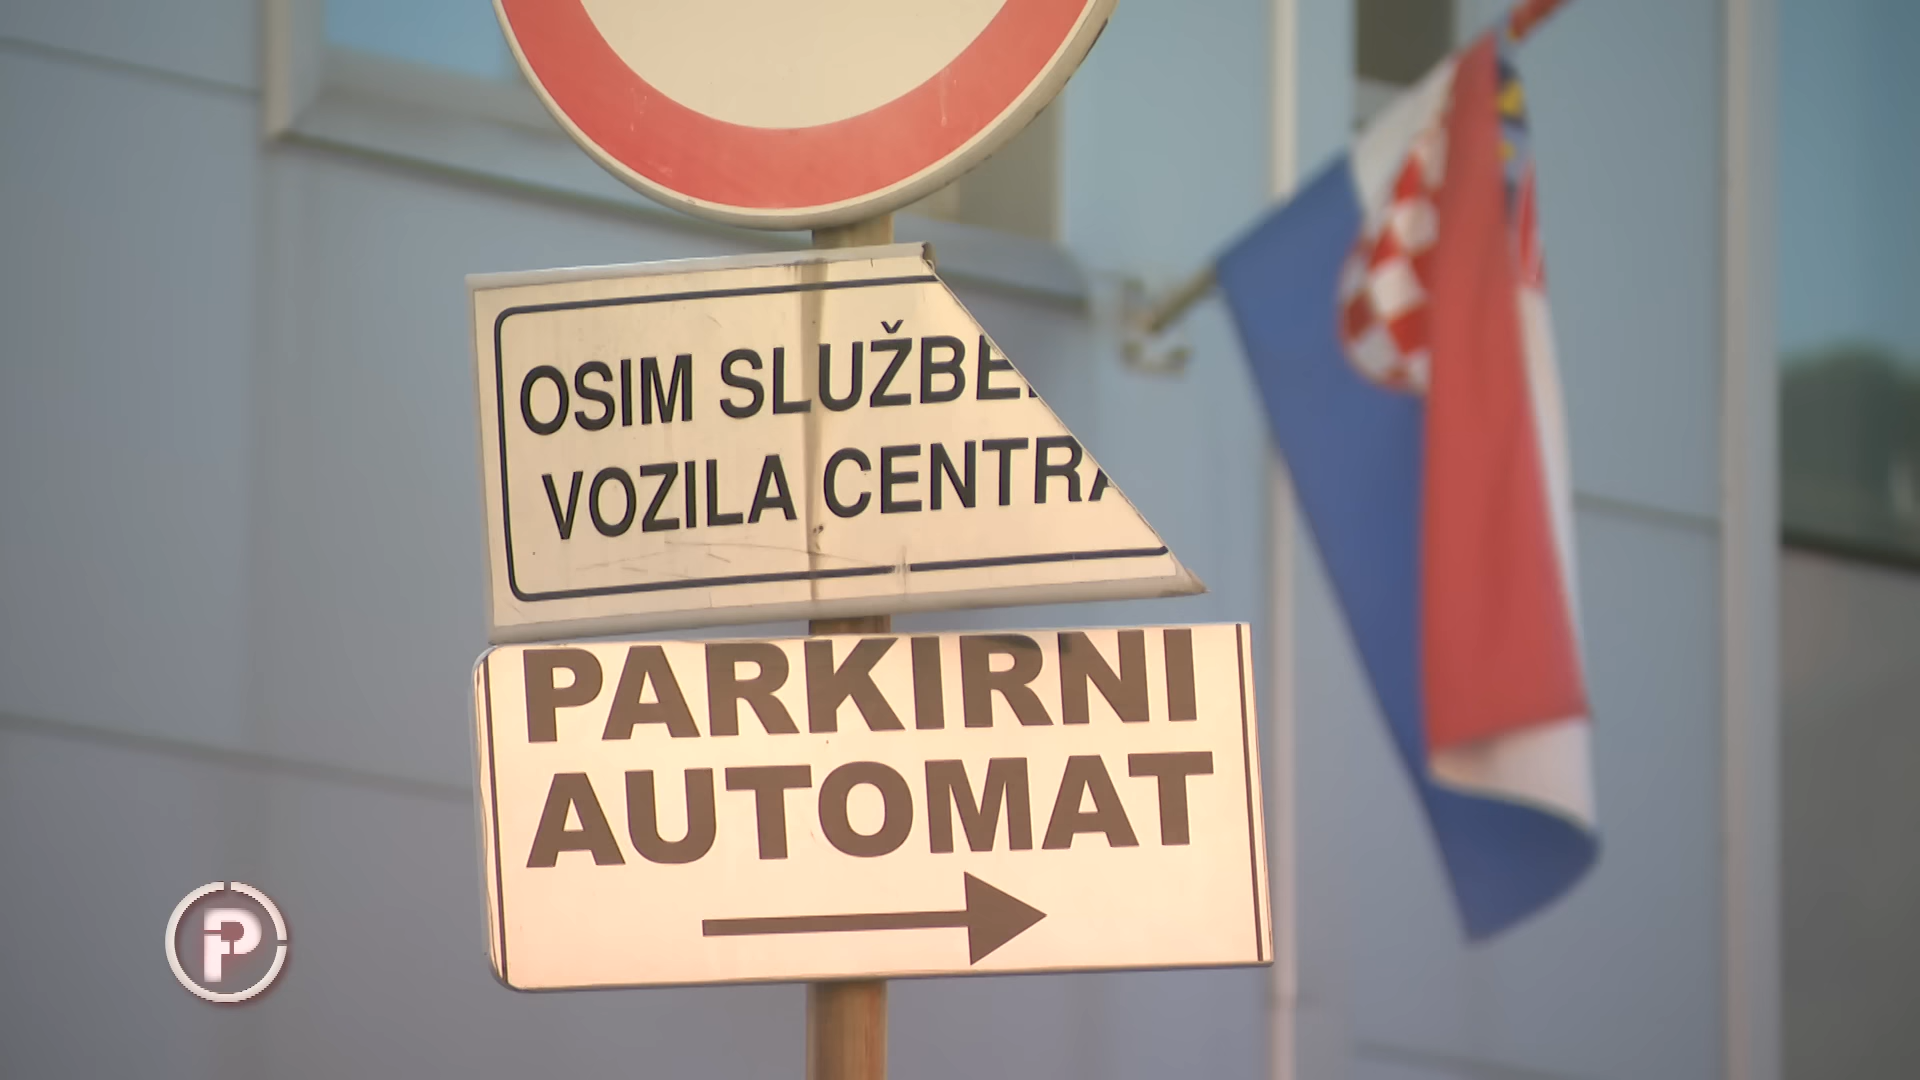 OSIM SLUŽBE
VOZILA CENTRA
PARKIRNI
AUTOMAT
P